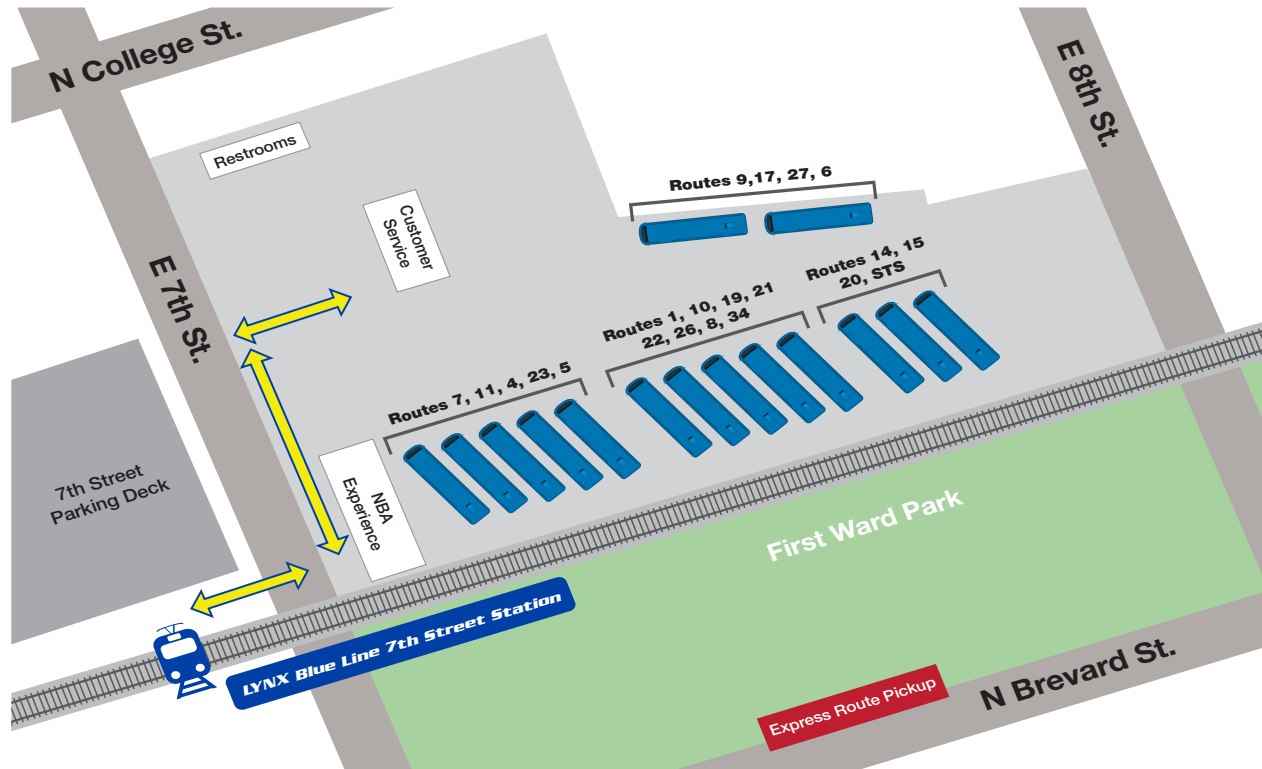 N College St.
E 8th St.
Restrooms
Routes 9,17, 27, 6
Customer
Service
E 7th St.
Routes 14, 15
20, STS
Routes 1, 10, 19, 21
22, 26, 8, 34
Routes 7, 11, 4, 23, 5
7th Street
Parking Deck
NBA
Experience
First Ward Park
LYNX Blue Line 7th Street Station
Express Route Pickup
N Brevard St.